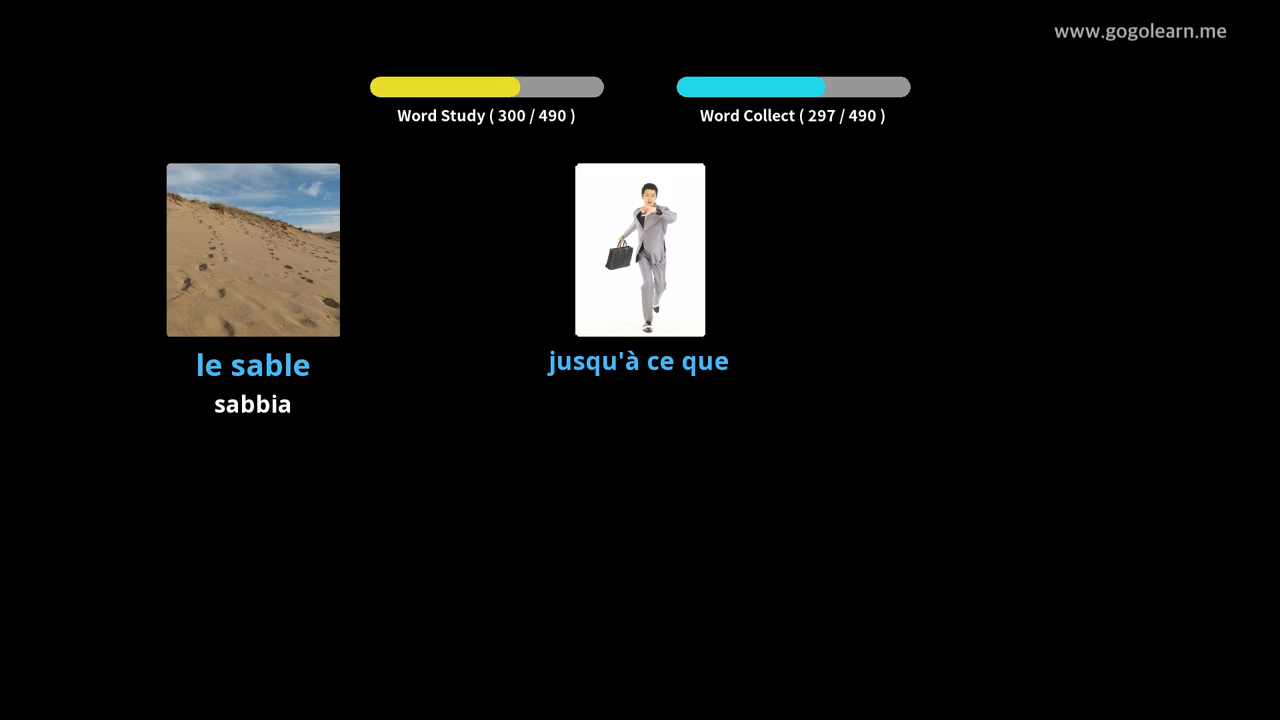 www.gogolearn.me
Word Study ( 300 / 490 )
Word Collect ( 297 / 490 )
le sable
sabbia
jusqu'à ce que